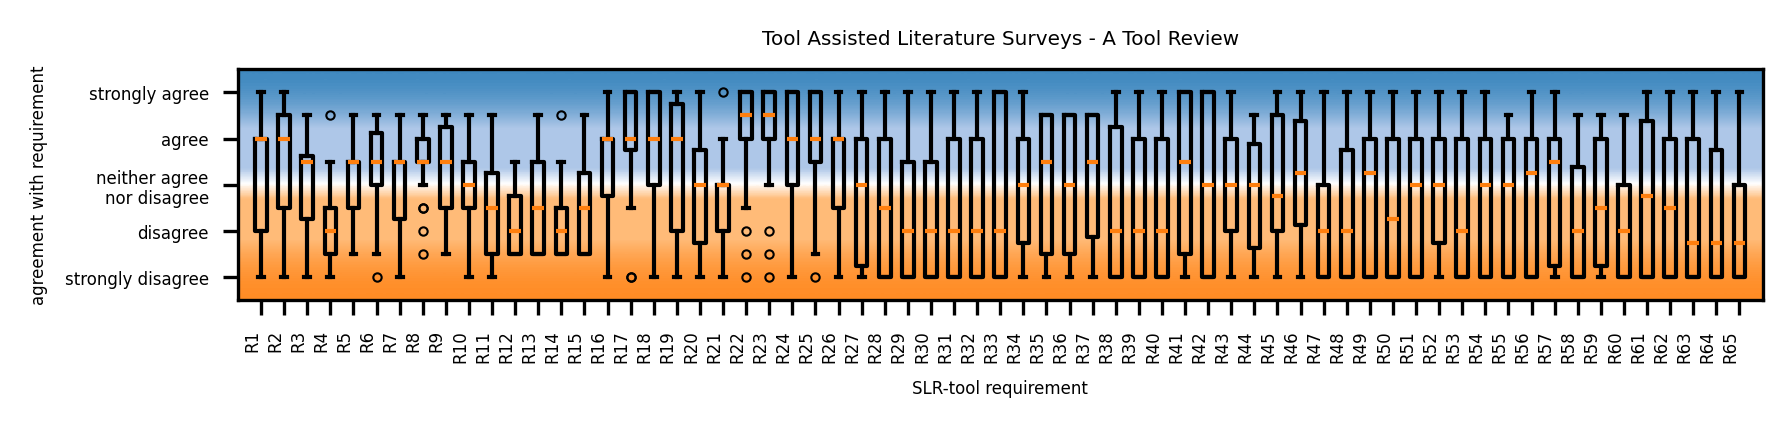 Tool Assisted Literature Surveys - A Tool Review
agreement with requirement
strongly agree
agree
neither agree
nor disagree
disagree
strongly disagree
R1
R2
R3
R4
R5
R6
R7
R8
R9
R10
R11
R12
R13
R14
R15
R16
R17
R18
R19
R20
R21
R22
R23
R24
R25
R26
R27
R28
R29
R30
R31
R32
R33
R34
R35
R36
R37
R38
R39
R40
R41
R42
R43
R44
R45
R46
R47
R48
R49
R50
R51
R52
R53
R54
R55
R56
R57
R58
R59
R60
R61
R62
R63
R64
R65
SLR-tool requirement